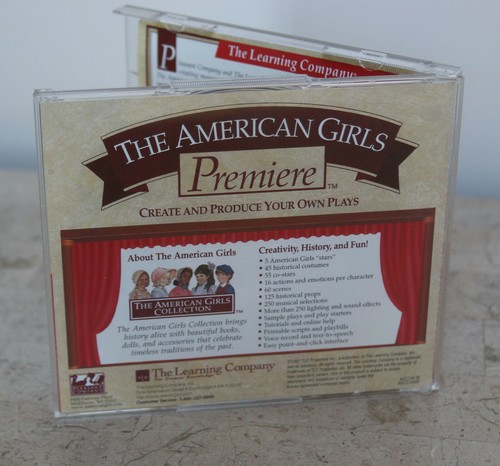 The Learning Company
P
THE AMERICAN GIRLS
Premiere™
CREATE AND PRODUCE YOUR OWN PLAYS
About The American Girls
THE AMERICAN GIRLS
COLLECTION™
The American Girls Collection brings
history alive with beautiful books,
dolls, and accessories that celebrate
timeless traditions of the past.
Creativity, History, and Fun!
• 5 American Girls "stars"
• 45 historical costumes
• 55 co-stars
• 16 actions and emotions per character
• 60 scenes
• 125 historical props
• 250 musical selections
• More than 250 lighting and sound effects
• Sample plays and play starters
• Tutorials and online help
• Printable scripts and playbills
• Voice record and text-to-speech
• Easy point-and-click interface
The Learning Company